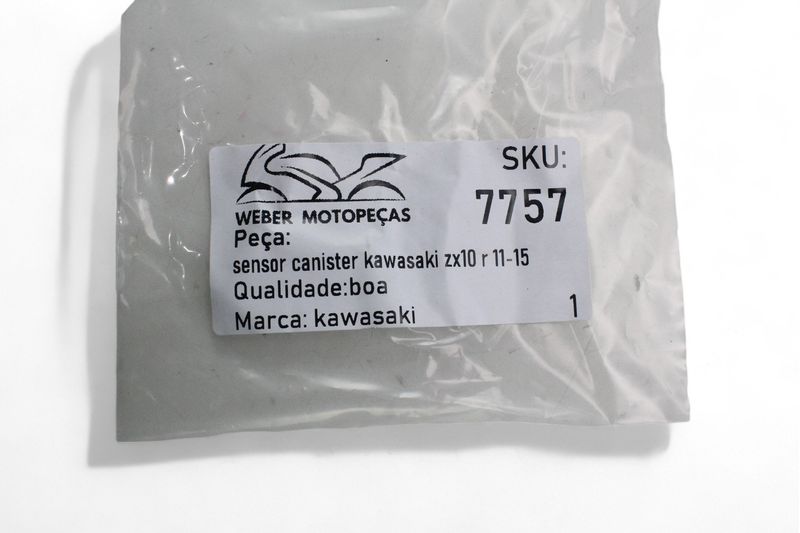 SKU:
7757
WEBER MOTOPEÇAS
Peça:
sensor canister kawasaki zx10 r 11-15
Qualidade:boa
Marca: kawasaki
1